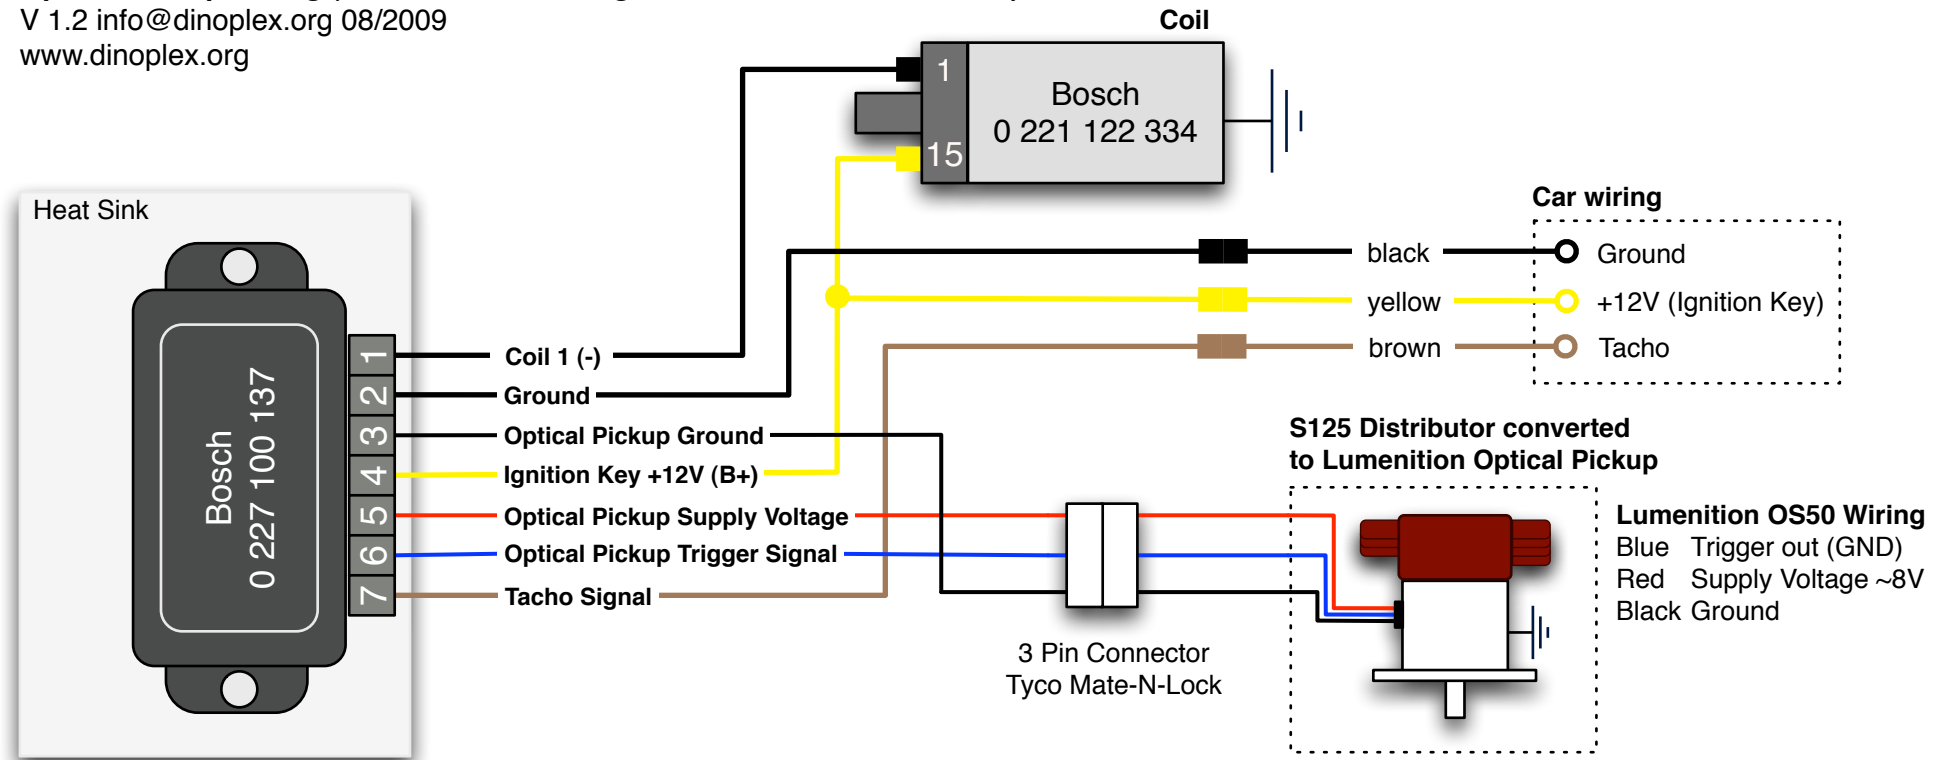 V 1.2 info@dinoplex.org 08/2009
www.dinoplex.org
Coil
1
15
Bosch
0 221 122 334
Heat Sink
Bosch
0 227 100 137
1
2
3
4
5
6
7
Coil 1 (-)
Ground
Optical Pickup Ground
Ignition Key +12V (B+)
Optical Pickup Supply Voltage
Optical Pickup Trigger Signal
Tacho Signal
Car wiring
black
Ground
yellow
+12V (Ignition Key)
brown
Tacho
S125 Distributor converted
to Lumenition Optical Pickup
Lumenition OS50 Wiring
Blue Trigger out (GND)
Red Supply Voltage ~8V
Black Ground
3 Pin Connector
Tyco Mate-N-Lock